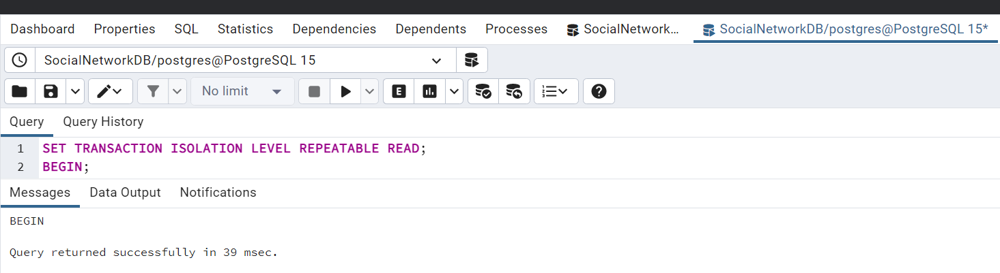 Dashboard Properties SQL Statistics Dependencies Dependents Processes SocialNetwork... SocialNetworkDB/postgres@PostgreSQL 15*
SocialNetworkDB/postgres@PostgreSQL 15
No limit E ?
Query Query History
1 SET TRANSACTION ISOLATION LEVEL REPEATABLE READ;
2 BEGIN;
Messages Data Output Notifications
BEGIN
Query returned successfully in 39 msec.